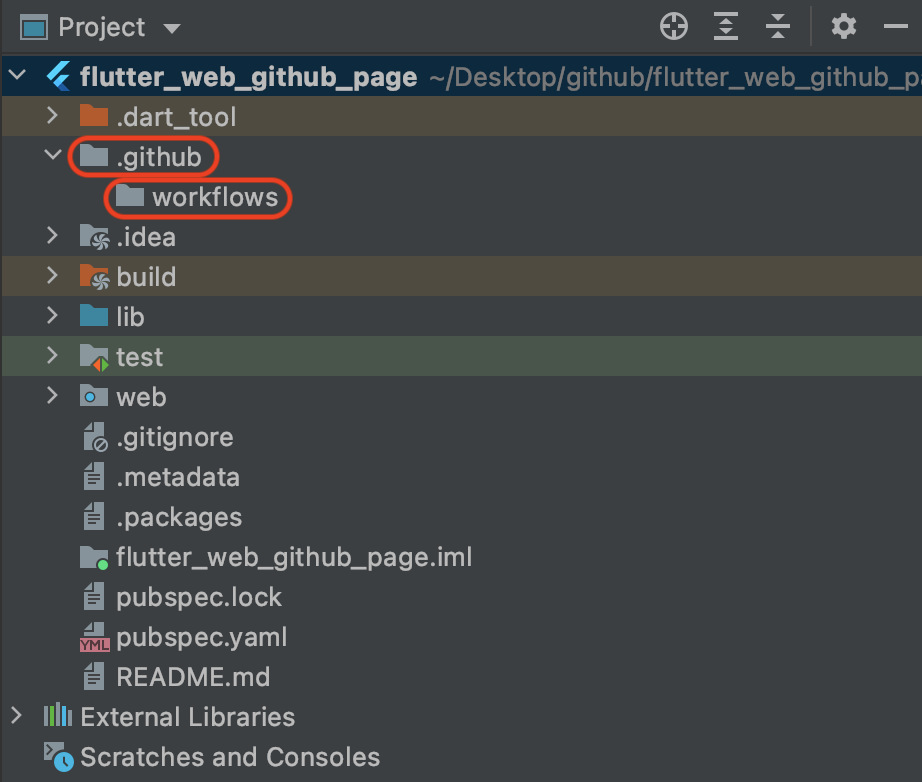 Project
flutter_web_github_page ~/Desktop/github/flutter_web_github_p
.dart_tool
.github
workflows
.idea
build
lib
test
web
.gitignore
.metadata
.packages
flutter_web_github_page.iml
pubspec.lock
YML pubspec.yaml
README.md
External Libraries
Scratches and Consoles